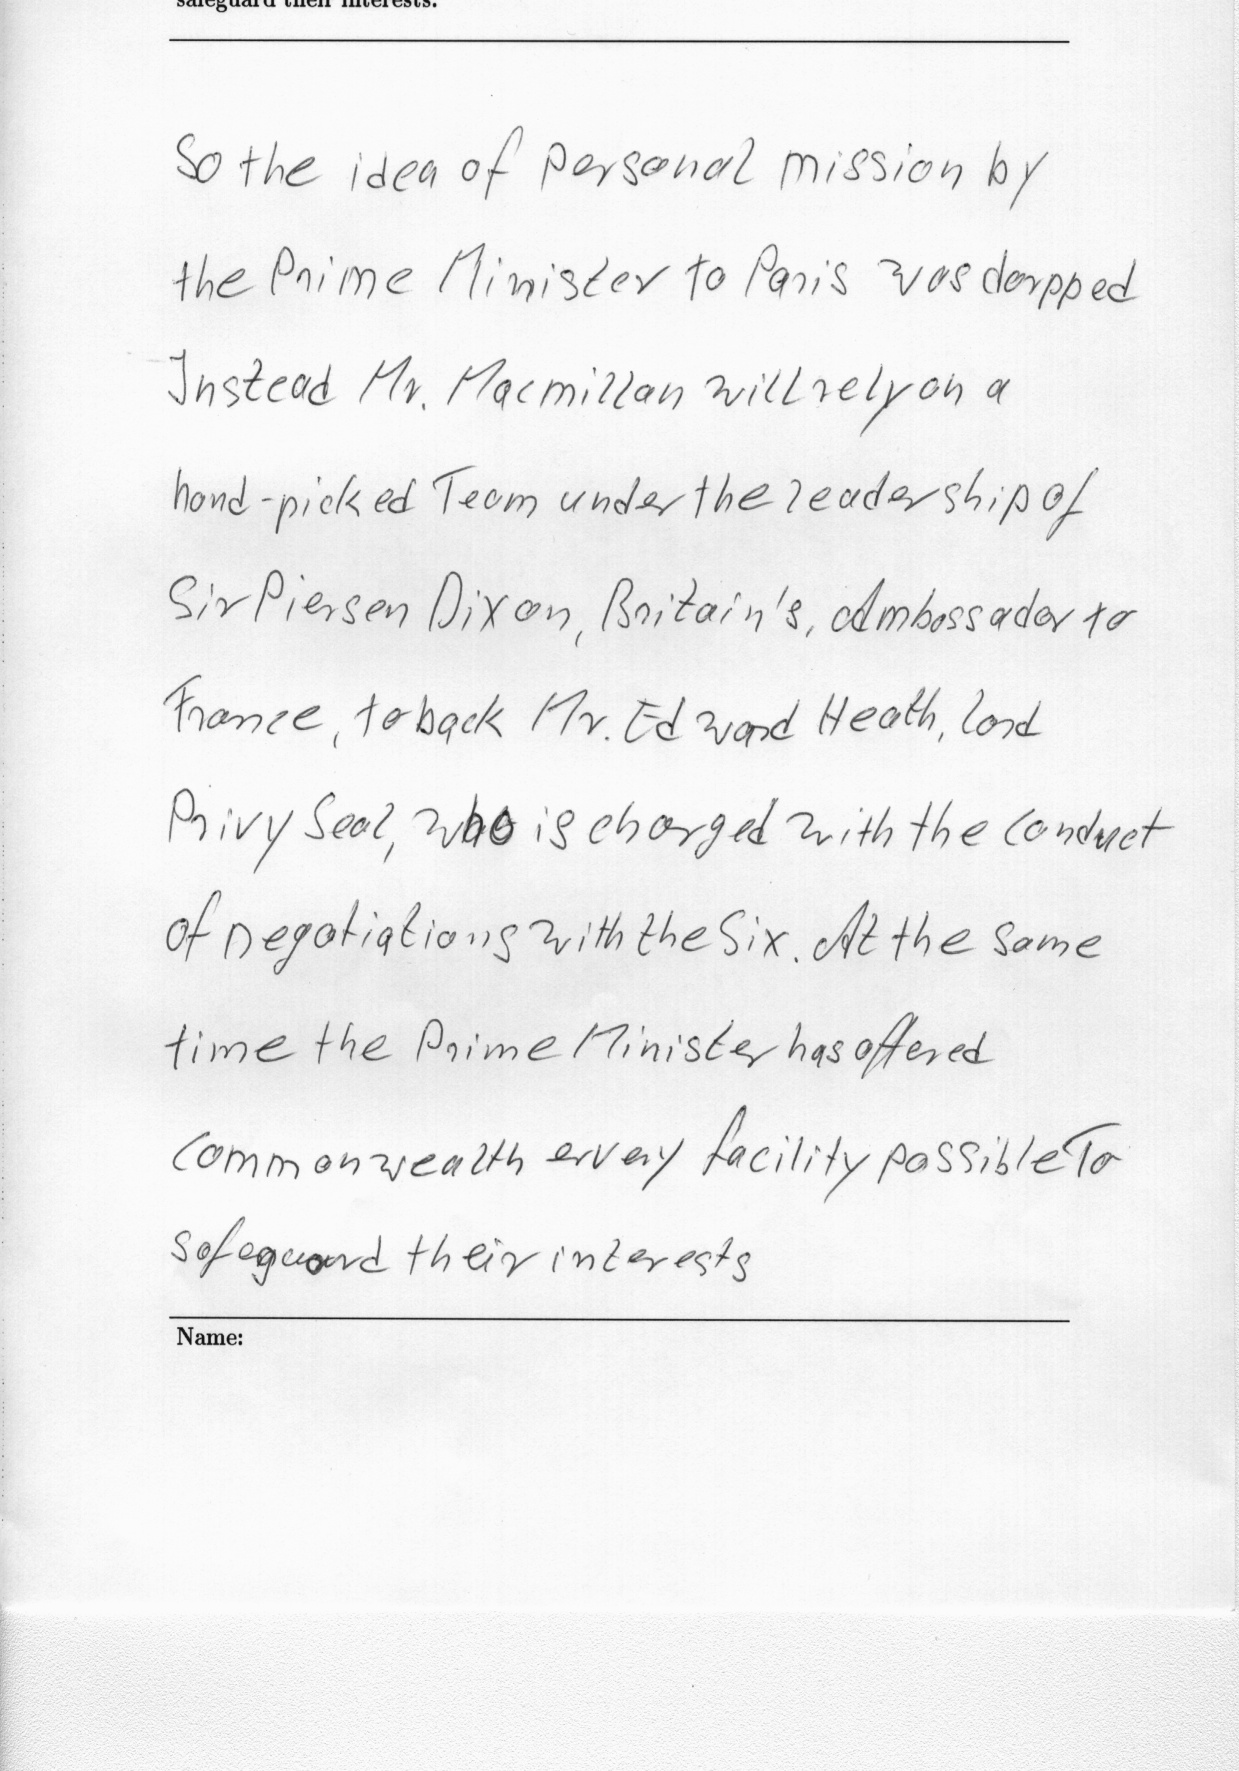 safeguard their interests.
So the idea of personal mission by
the Prime Minister to Paris was dorpped
Instead Mr. Macmillan will rely on a
hand-picked Team under the leadership of
Sir Piersen Dixon, Britain's, Ambassador to
France, to back Mr. Edward Heath, lord
Privy Seal, who is charged with the conduct
of negotiations with the Six. At the same
time the Prime Minister has offered
Commonwealth ervery facility possible To
safeguard their interests
Name: